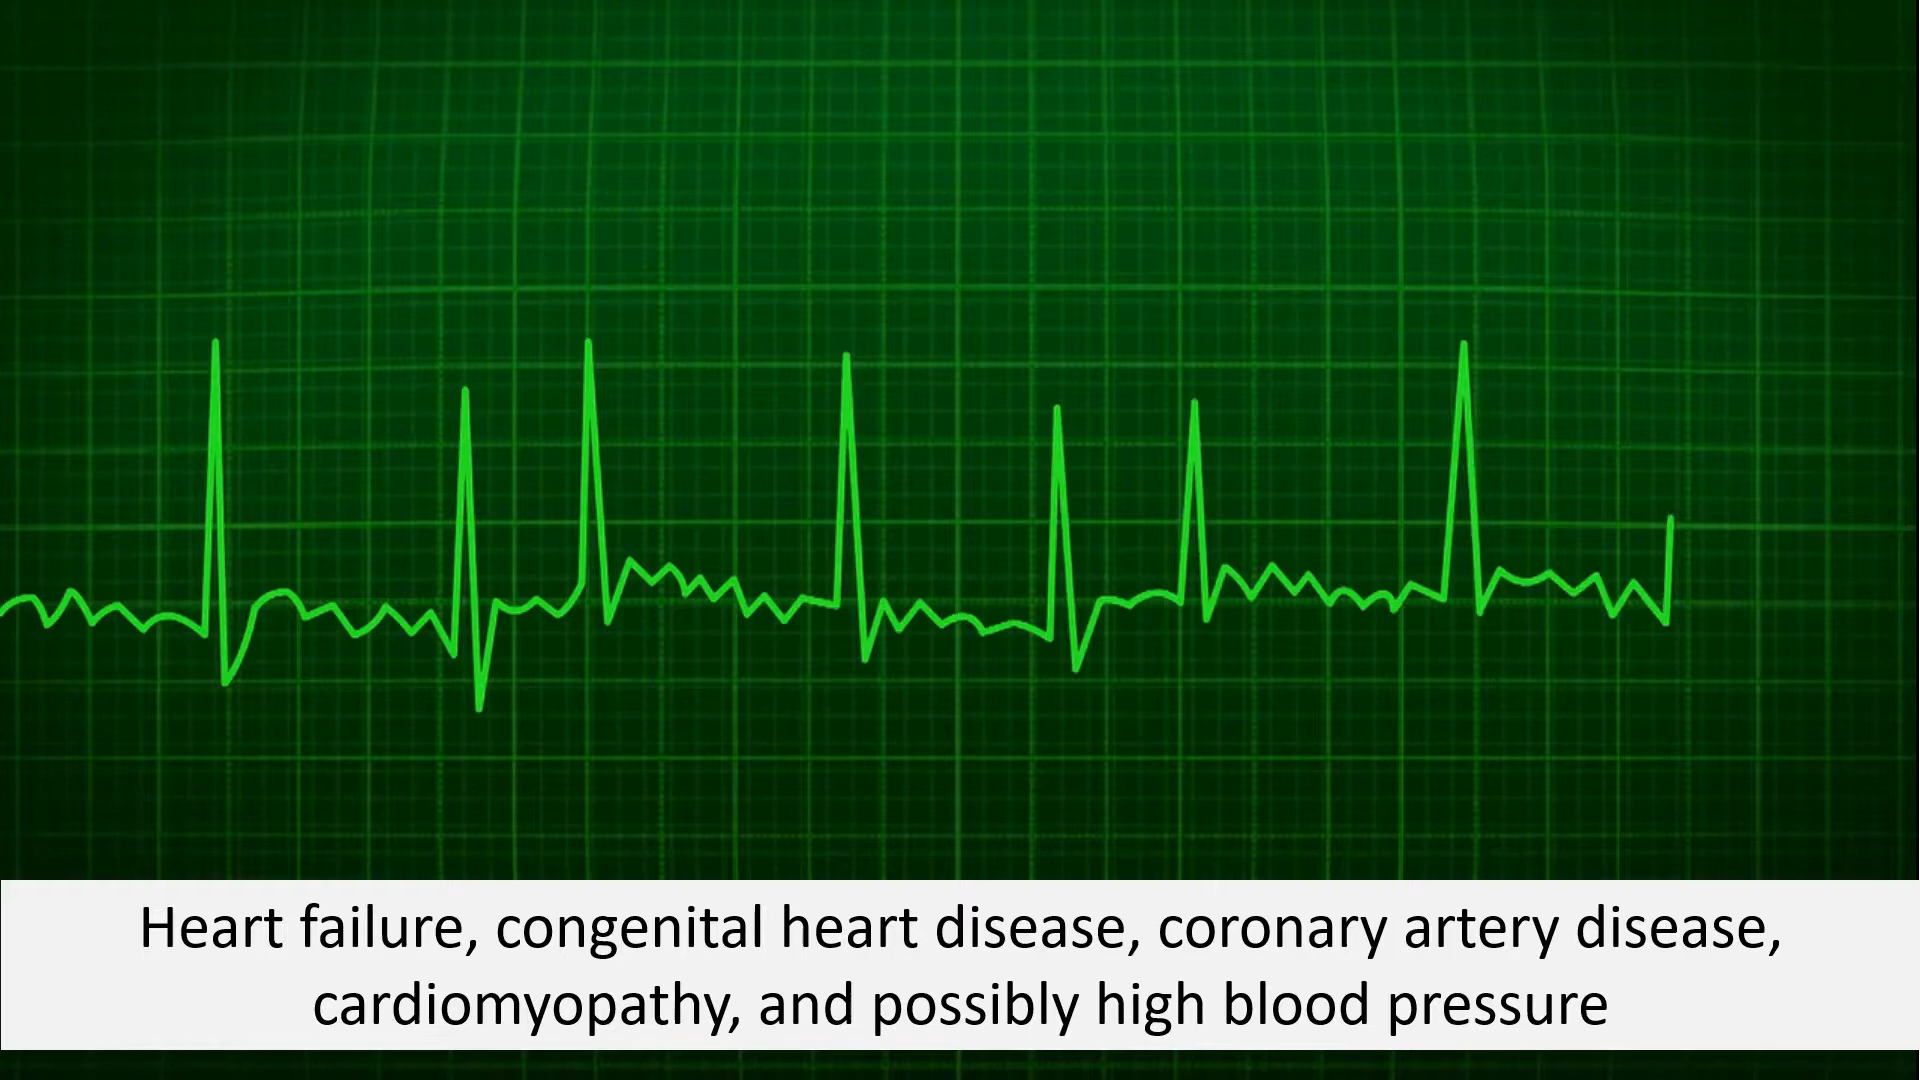 Heart failure, congenital heart disease, coronary artery disease,
cardiomyopathy, and possibly high blood pressure